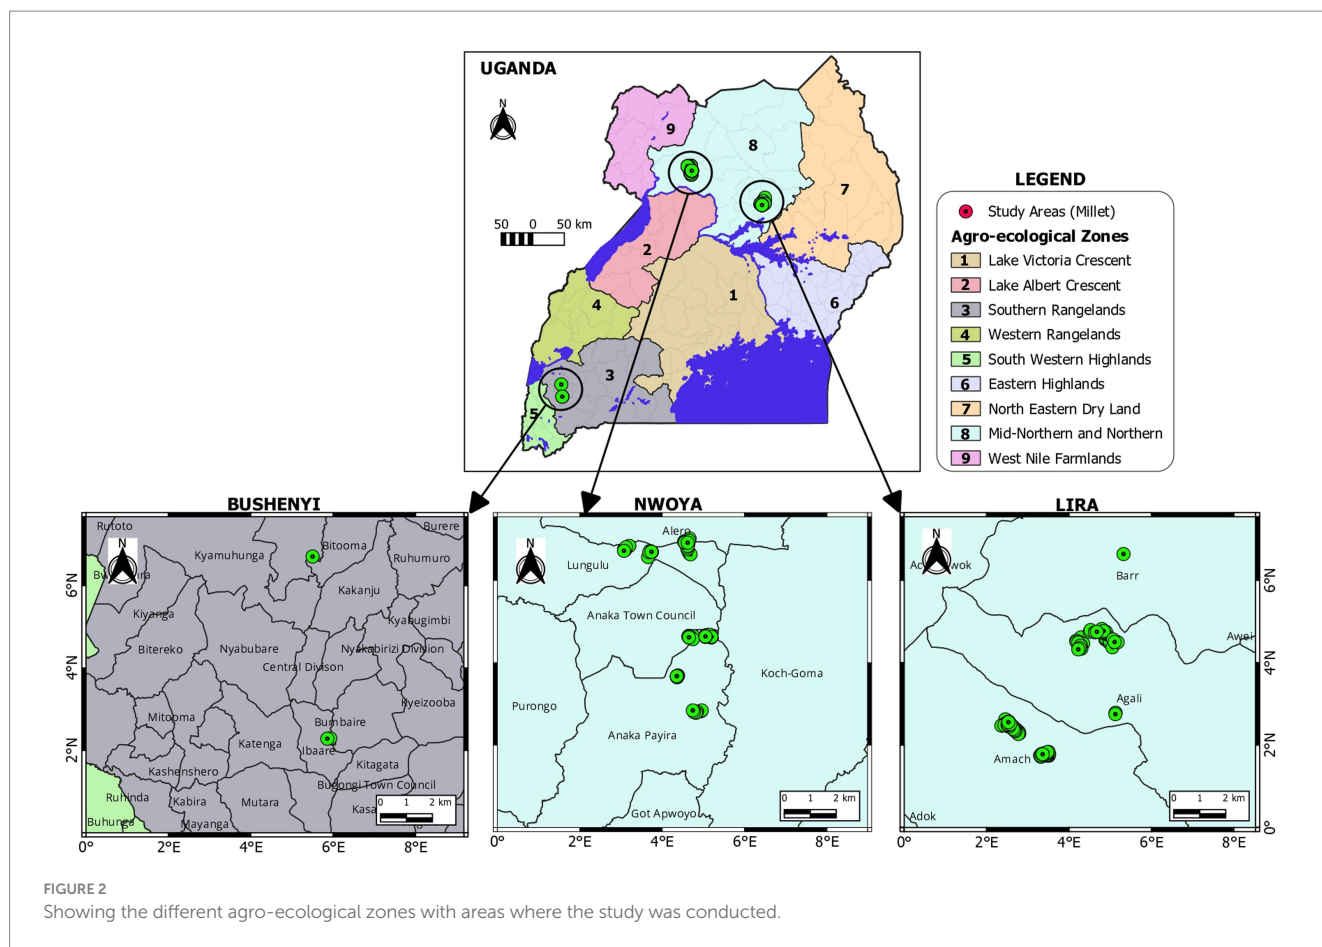 UGANDA
N
9
8
7
50 0 50 km
2
1
4
6
3
5
LEGEND
Study Areas (Millet)
Agro-ecological Zones
1 Lake Victoria Crescent
2 Lake Albert Crescent
3 Southern Rangelands
4 Western Rangelands
5 South Western Highlands
6 Eastern Highlands
7 North Eastern Dry Land
8 Mid-Northern and Northern
9 West Nile Farmlands
BUSHENYI
Rutoto
Burere
N
Kyamuhunga
Bitooma
Ruhumuro
6°N
Kakanju
Kiyanga
Kyabugimbi
Bitereko
Nyabubare
Nyakabirizi Division
4°N
Central Divison
Kyeizooba
Mitooma
Bumbaire
2°N
Katenga
Ibaare
Kitagata
Kashenshero
Bugongi Town Council
Ruhinda
Kabira
Mutara
Kasa
0 1 2 km
Buhunga
Mayanga
0° 2°E 4°E 6°E 8°E
NWOYA
Alero
N
Lungulu
Anaka Town Council
Koch-Goma
Purongo
Anaka Payira
0 1 2 km
Got Apwoyo
0° 2°E 4°E 6°E 8°E
LIRA
N
Barr
6°N
Awei
4°N
Agali
2°N
Amach
0 1 2 km
Adok
0°
0° 2°E 4°E 6°E 8°E
FIGURE 2
Showing the different agro-ecological zones with areas where the study was conducted.